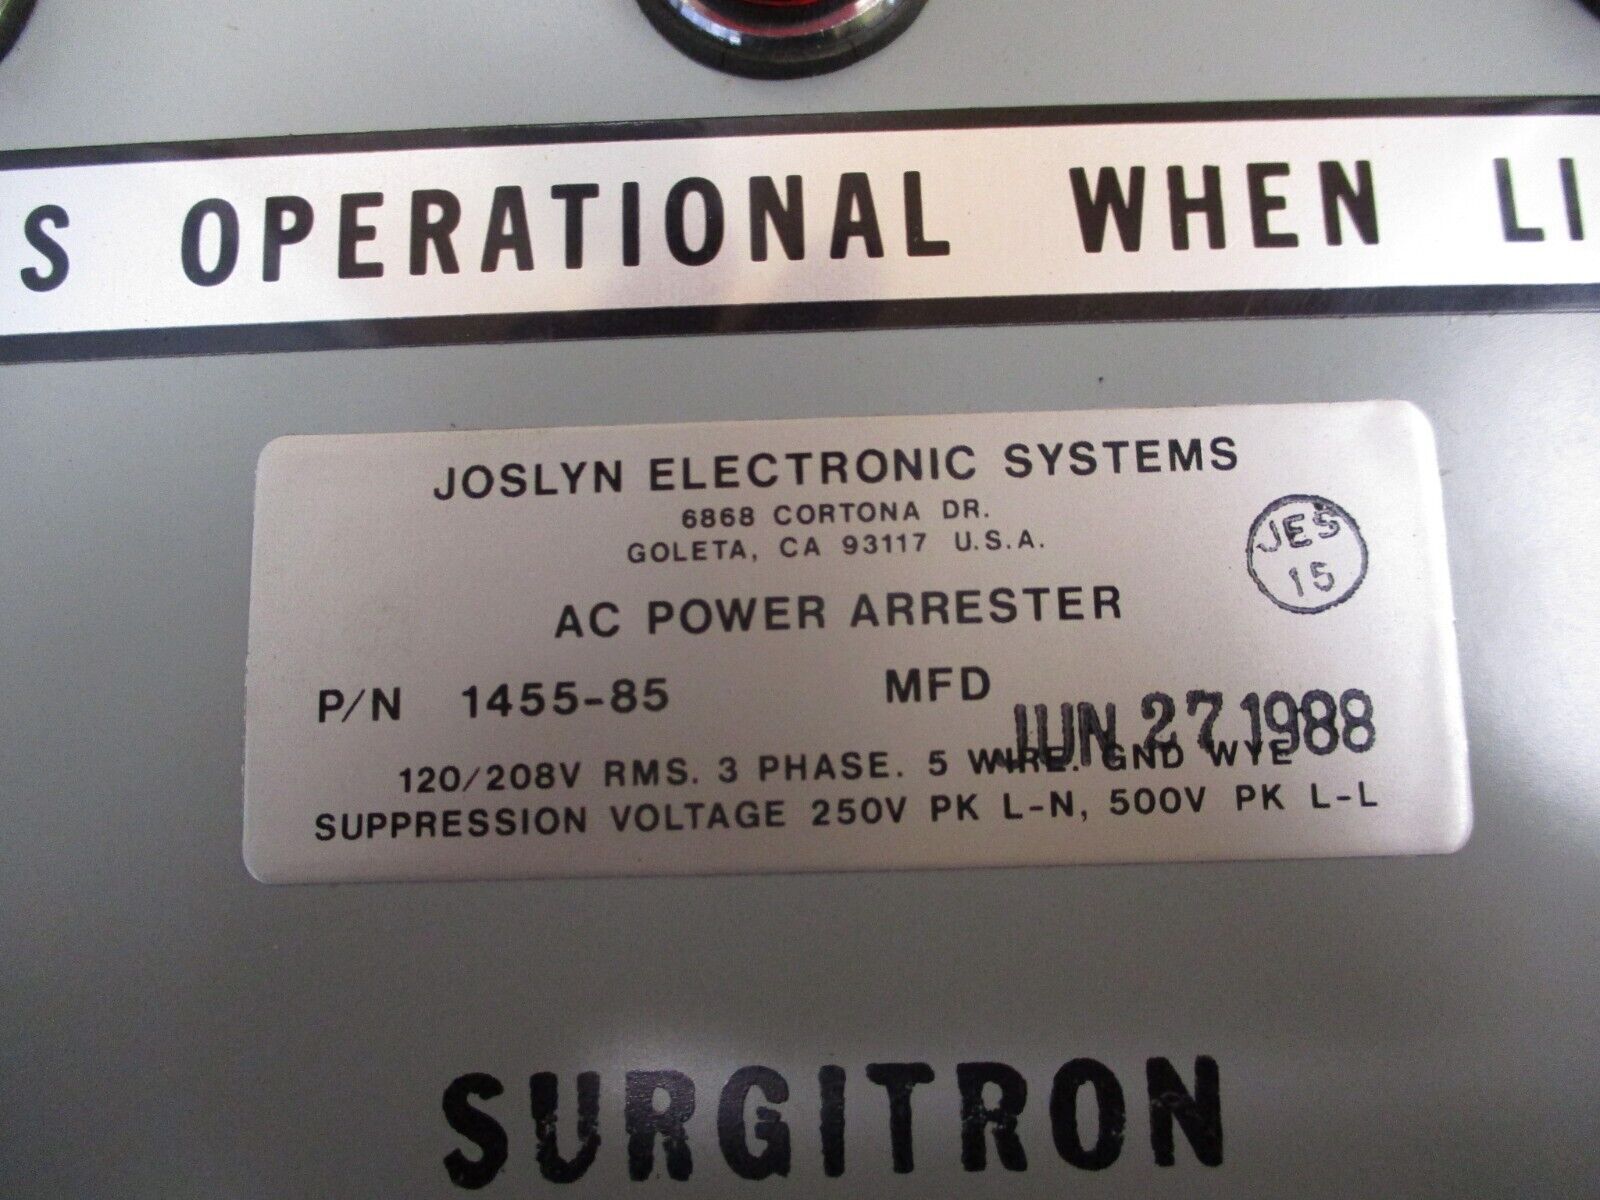 S OPERATIONAL WHEN LI
JOSLYN ELECTRONIC SYSTEMS
6868 CORTONA DR.
GOLETA, CA 93117 U.S.A.
JES
15
AC POWER ARRESTER
P/N 1455-85 MFD JUN 27 1988
120/208V RMS. 3 PHASE. 5 WIRE. GND WYE
SUPPRESSION VOLTAGE 250V PK L-N, 500V PK L-L
SURGITRON